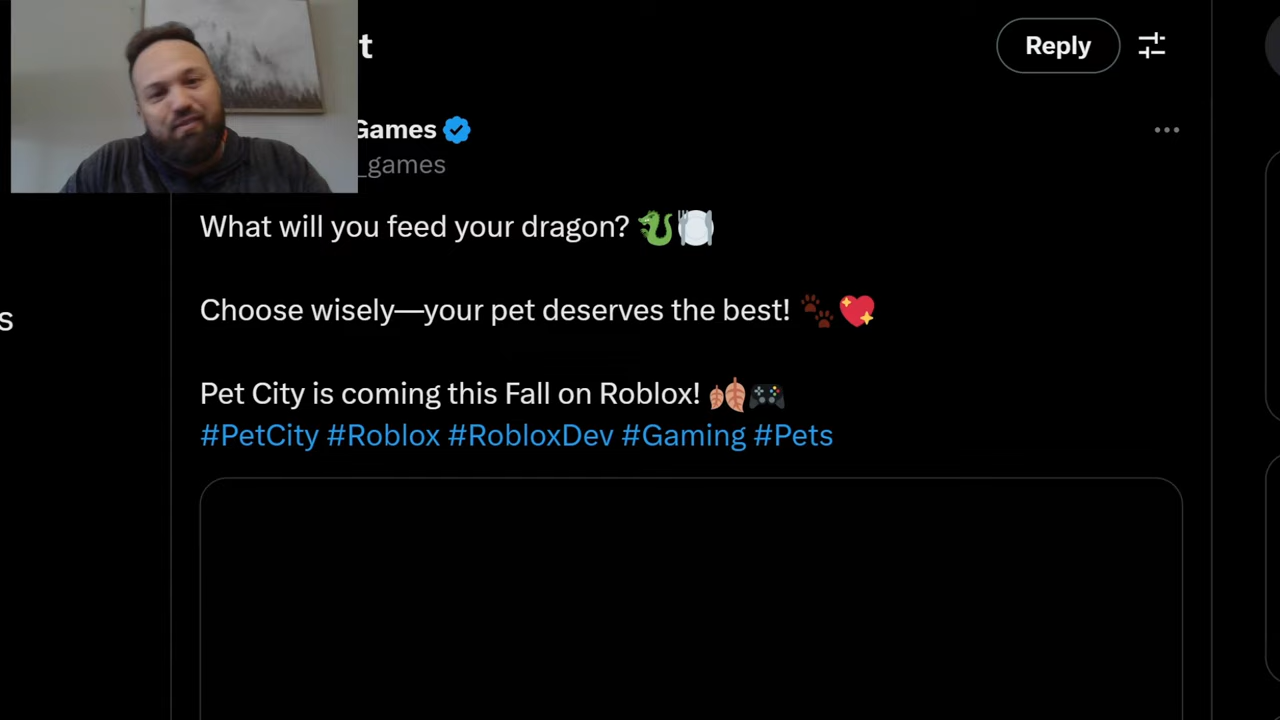 t
Reply
Games
_games
What will you feed your dragon? 🐉🍽️
Choose wisely—your pet deserves the best! 🐾💖
Pet City is coming this Fall on Roblox! 🍂🎮
#PetCity #Roblox #RobloxDev #Gaming #Pets
s